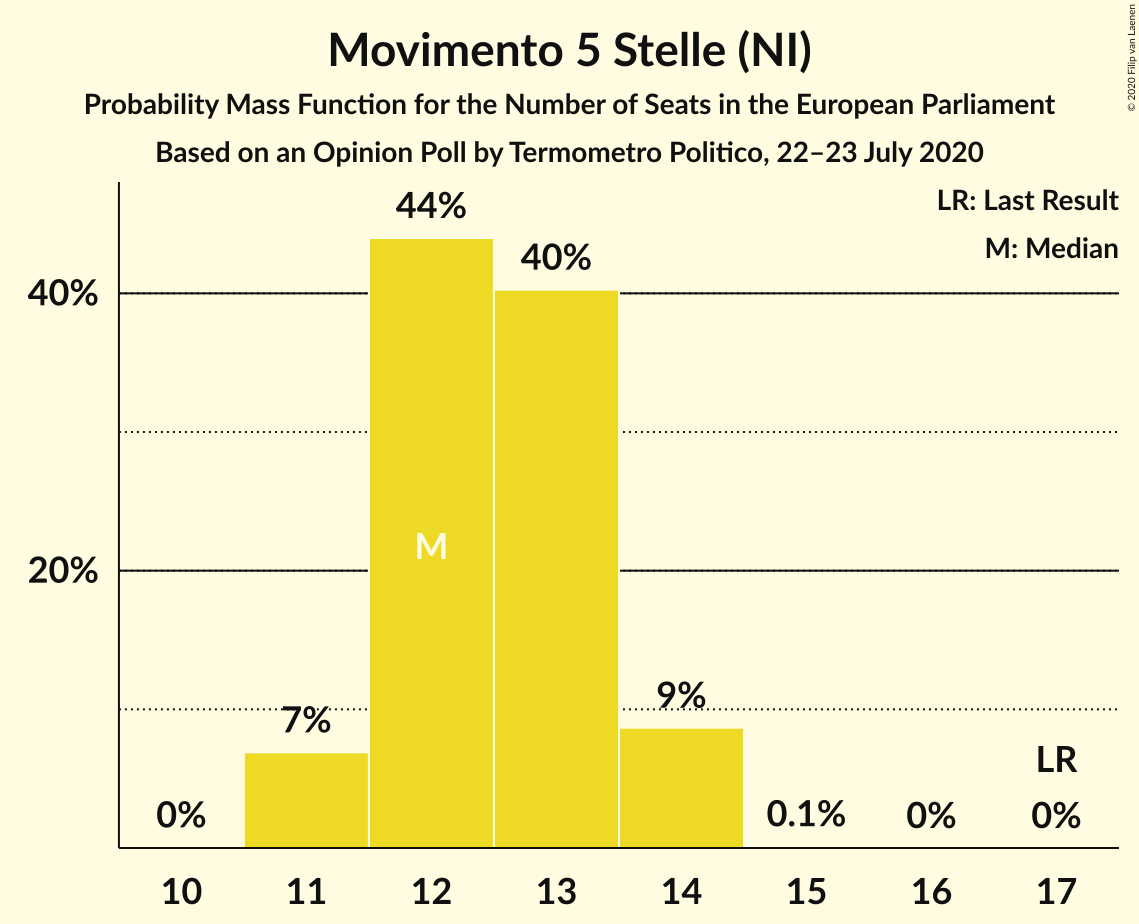 Movimento 5 Stelle (NI)
Probability Mass Function for the Number of Seats in the European Parliament
Based on an Opinion Poll by Termometro Politico, 22–23 July 2020
© 2020 Filip van Laenen
LR: Last Result
M: Median
44%
40%
40%
M
20%
9%
7%
LR
0%
0.1%
0%
0%
10 11 12 13 14 15 16 17